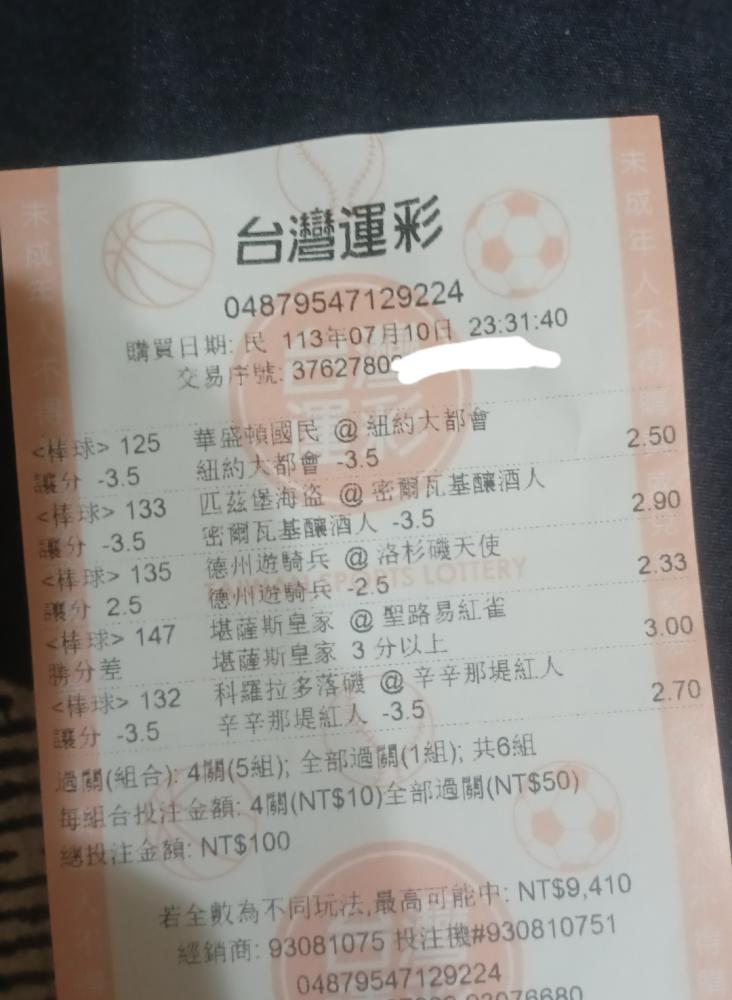 台灣運彩
04879547129224
購買日期: 民 113年07月10日 23:31:40
交易序號: 37627802
<棒球> 125 華盛頓國民 @ 紐約大都會
讓分 -3.5 紐約大都會 -3.5 2.50
<棒球> 133 匹茲堡海盜 @ 密爾瓦基釀酒人
讓分 -3.5 密爾瓦基釀酒人 -3.5 2.90
<棒球> 135 德州遊騎兵 @ 洛杉磯天使
讓分 2.5 德州遊騎兵 -2.5 2.33
<棒球> 147 堪薩斯皇家 @ 聖路易紅雀
勝分差 堪薩斯皇家 3 分以上 3.00
<棒球> 132 科羅拉多落磯 @ 辛辛那堤紅人
讓分 -3.5 辛辛那堤紅人 -3.5 2.70
過關(組合): 4關(5組); 全部過關(1組); 共6組
每組合投注金額: 4關(NT$10)全部過關(NT$50)
總投注金額: NT$100
若全數為不同玩法,最高可能中: NT$9,410
經銷商: 93081075 投注機#930810751
04879547129224
未成年人不得
未成年人不得購
台灣運彩
TAIWAN SPORTS LOTTERY